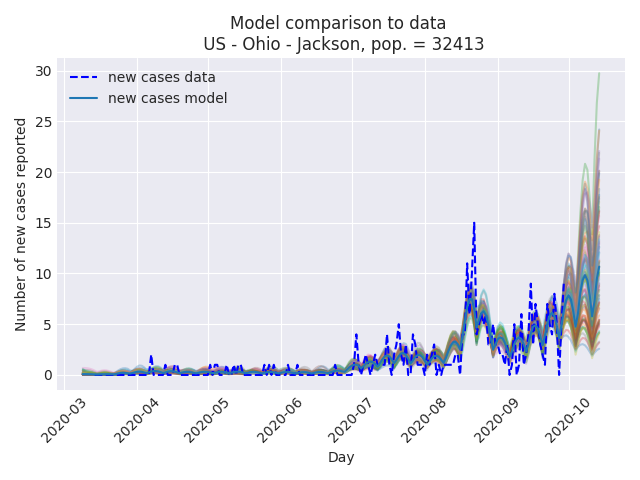 Model comparison to data
US - Ohio - Jackson, pop. = 32413
new cases data
new cases model
Number of new cases reported
30
25
20
15
10
5
0
2020-03
2020-04
2020-05
2020-06
2020-07
2020-08
2020-09
2020-10
Day